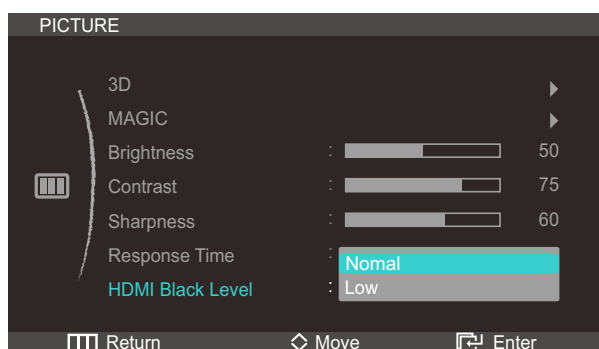 PICTURE
3D
MAGIC
Brightness : 50
Contrast : 75
Sharpness : 60
Response Time :
Nomal
HDMI Black Level : Low
Return Move Enter